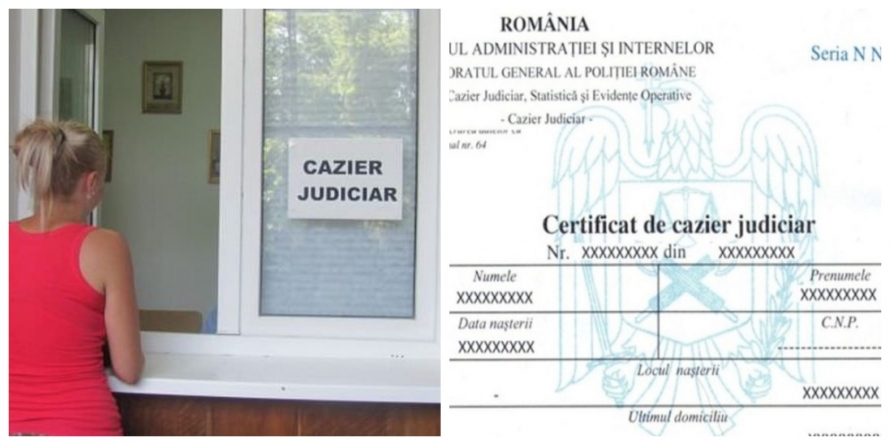 CAZIER
JUDICIAR
ROMÂNIA
UL ADMINISTRAȚIEI ȘI INTERNELOR
Seria N N
ORATUL GENERAL AL POLIȚIEI ROMÂNE
Cazier Judiciar, Statistică și Evidențe Operative
- Cazier Judiciar -
al nr. 64
Certificat de cazier judiciar
Nr. XXXXXXXXX din XXXXXXXXX
Numele Prenumele
XXXXXXXXX XXXXXXXXX
Data nașterii C.N.P.
XXXXXXXXX
Locul nașterii
- XXXXXXXXX
Ultimul domiciliu